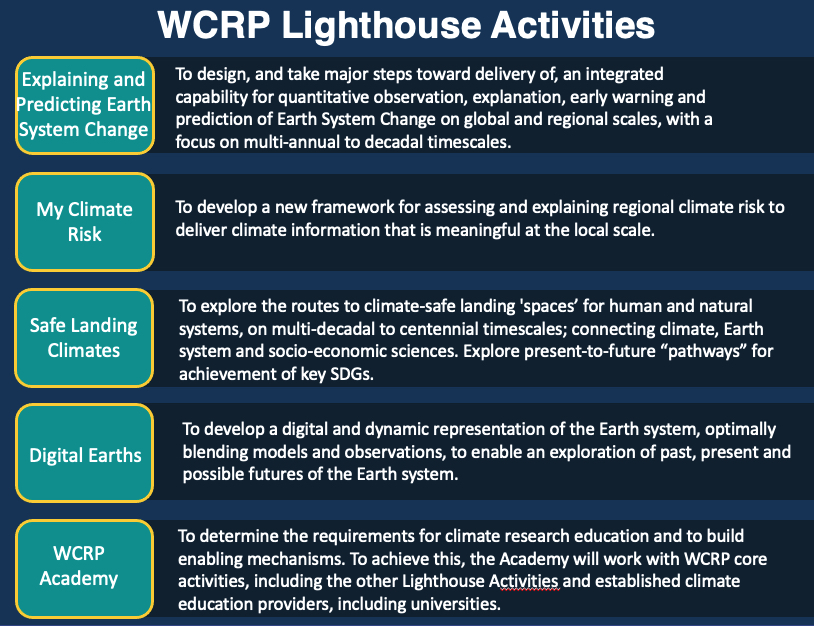 WCRP Lighthouse Activities
Explaining and
Predicting Earth
System Change
To design, and take major steps toward delivery of, an integrated
capability for quantitative observation, explanation, early warning and
prediction of Earth System Change on global and regional scales, with a
focus on multi-annual to decadal timescales.
My Climate
Risk
To develop a new framework for assessing and explaining regional climate risk to
deliver climate information that is meaningful at the local scale.
Safe Landing
Climates
To explore the routes to climate-safe landing 'spaces’ for human and natural
systems, on multi-decadal to centennial timescales; connecting climate, Earth
system and socio-economic sciences. Explore present-to-future “pathways” for
achievement of key SDGs.
Digital Earths
To develop a digital and dynamic representation of the Earth system, optimally
blending models and observations, to enable an exploration of past, present and
possible futures of the Earth system.
WCRP
Academy
To determine the requirements for climate research education and to build
enabling mechanisms. To achieve this, the Academy will work with WCRP core
activities, including the other Lighthouse Activities and established climate
education providers, including universities.